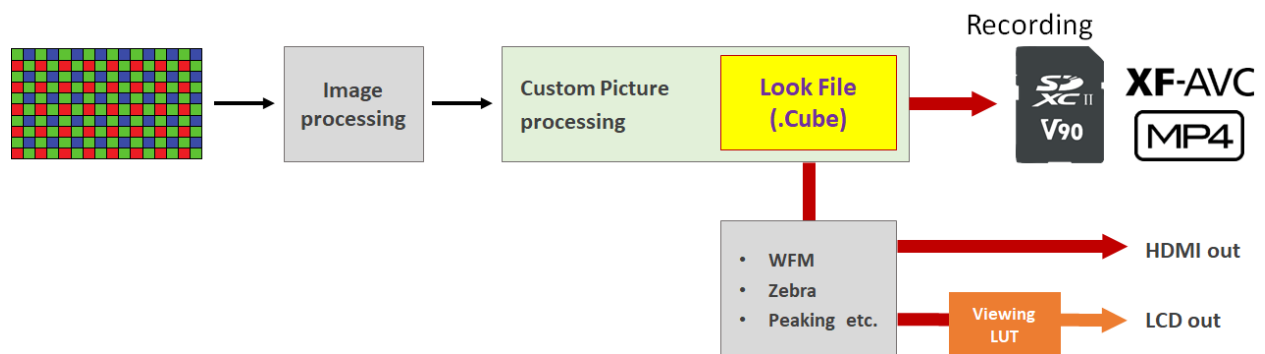 Recording
Image
processing
Custom Picture
processing
Look File
(.Cube)
SD
XC II
V90
XF-AVC
MP4
• WFM
• Zebra
• Peaking etc.
HDMI out
Viewing
LUT
LCD out